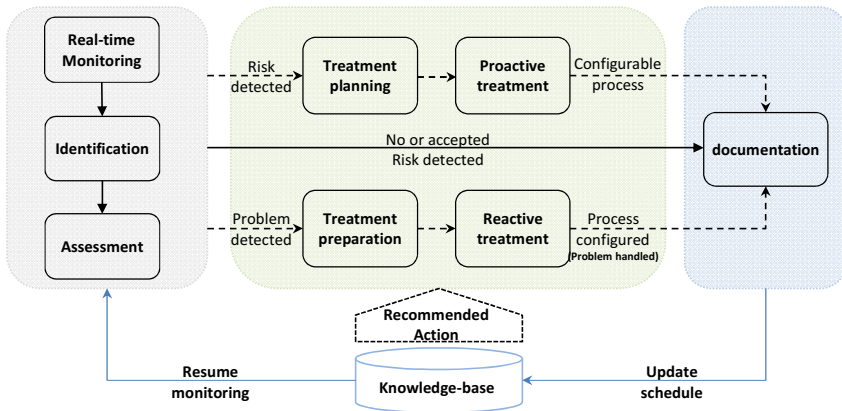 Real-time
Monitoring
Identification
Assessment
Risk
detected
Treatment
planning
Proactive
treatment
Configurable
process
No or accepted
Risk detected
documentation
Problem
detected
Treatment
preparation
Reactive
treatment
Process
configured
(Problem handled)
Recommended
Action
Resume
monitoring
Knowledge-base
Update
schedule